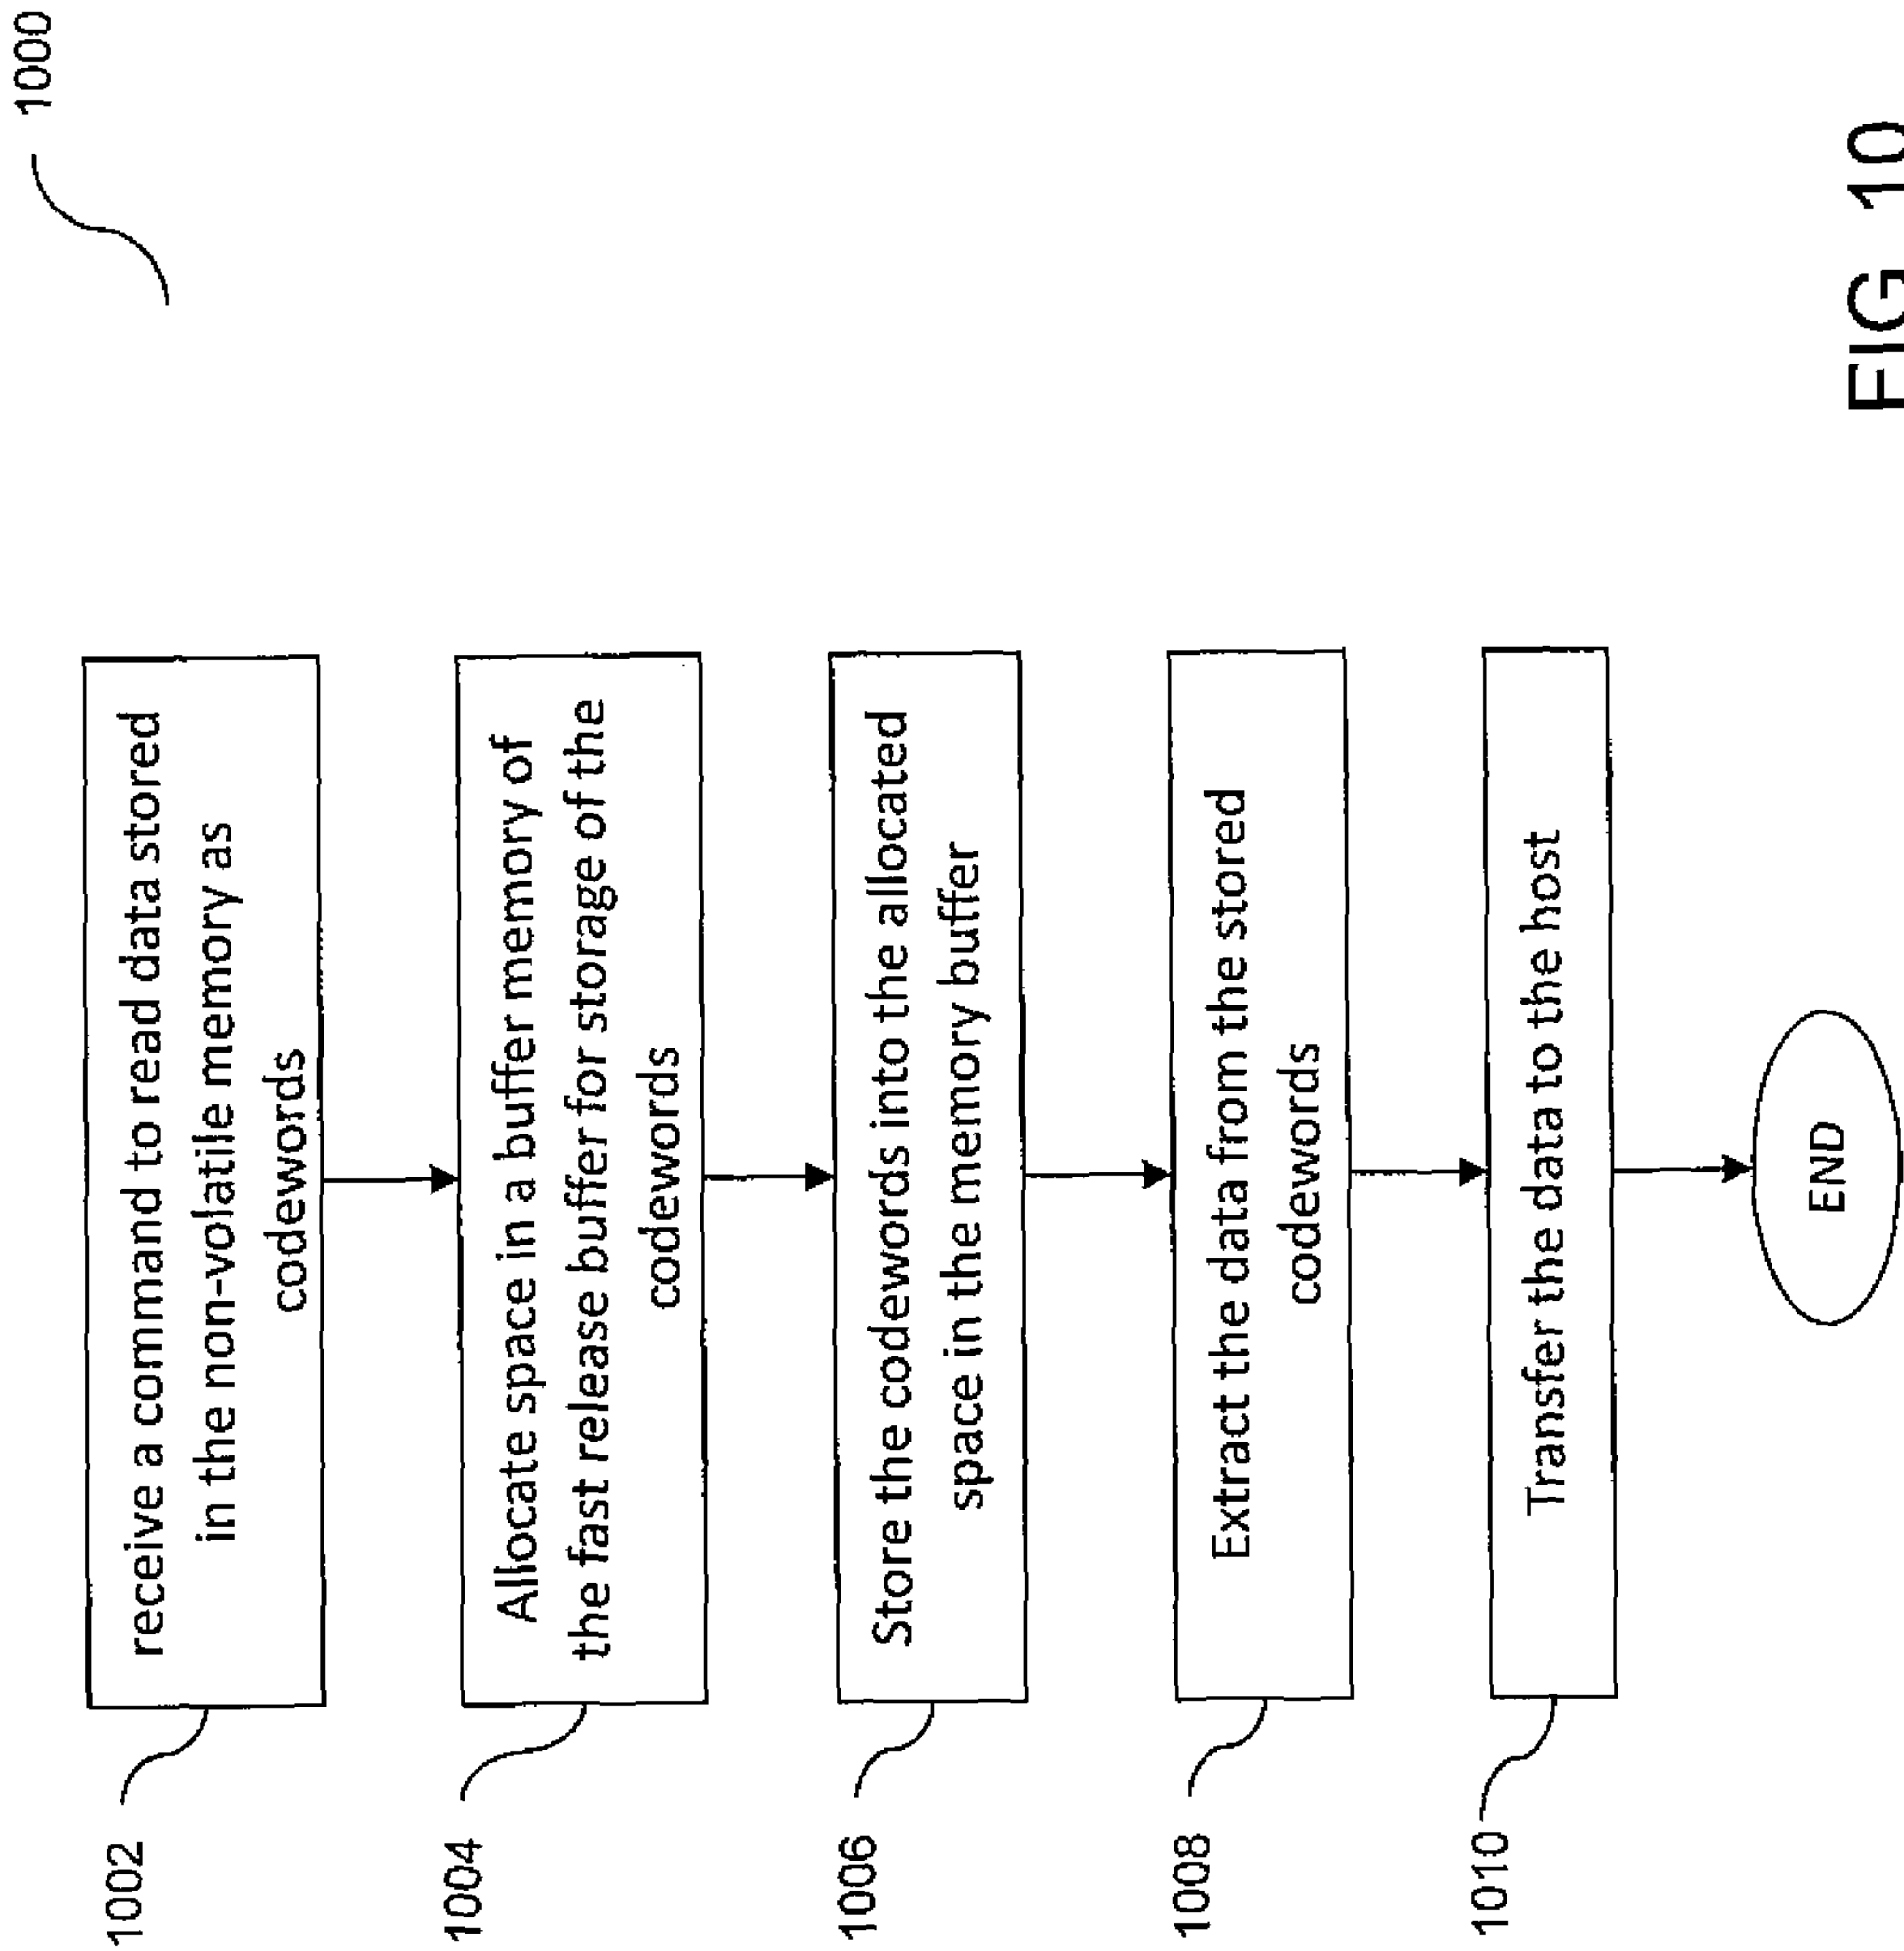 1000
1002
receive a command to read data stored
in the non-volatile memory as
codewords
1004
Allocate space in a buffer memory of
the fast release buffer for storage of the
codewords
1006
Store the codewords into the allocated
space in the memory buffer
1008
Extract the data from the stored
codewords
1010
Transfer the data to the host
END
FIG 10